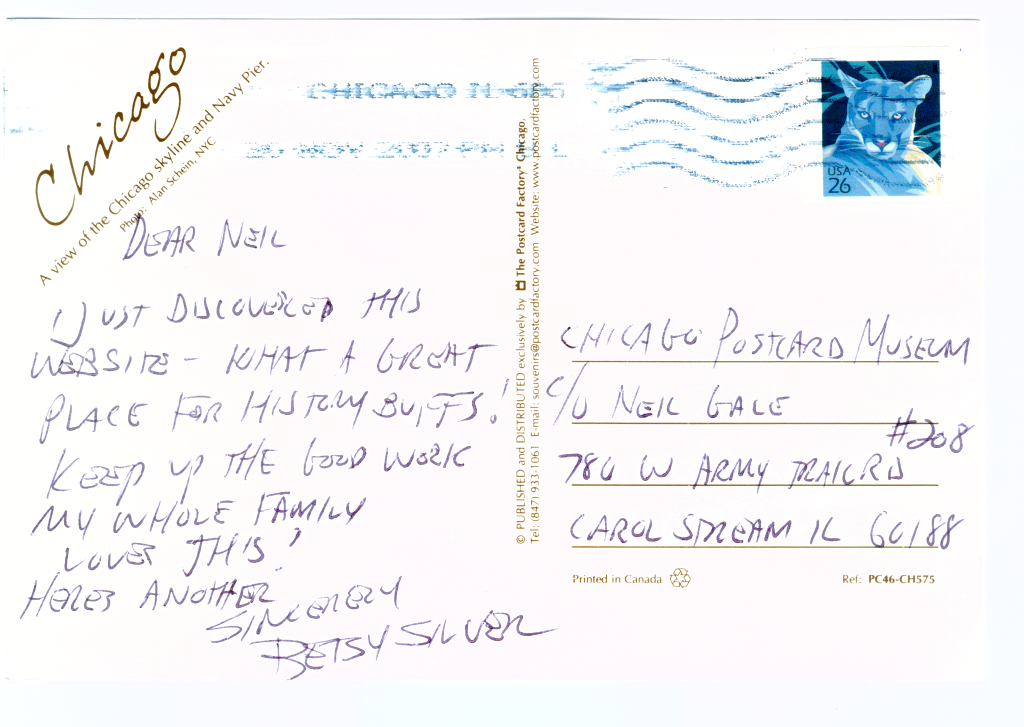 Chicago
A view of the Chicago skyline and Navy Pier.
Photo: Alan Schein, NYC
CHICAGO IL 606
USA
26
DEAR NEIL
I JUST DISCOVERED THIS
WEBSITE - WHAT A GREAT
PLACE FOR HISTORY BUFFS!
KEEP UP THE GOOD WORK
MY WHOLE FAMILY
LOVES THIS!
HERES ANOTHER
SINCERELY
BETSY SILVER
© PUBLISHED and DISTRIBUTED exclusively by The Postcard Factory® Chicago.
Tel: (847) 933-1061 E-mail: souvenirs@postcardfactory.com Website: www.postcardfactory.com
CHICAGO POSTCARD MUSEUM
C/O NEIL GALE
#208
780 W ARMY TRAIL RD
CAROL STREAM IL 60188
Printed in Canada
Ref: PC46-CH575